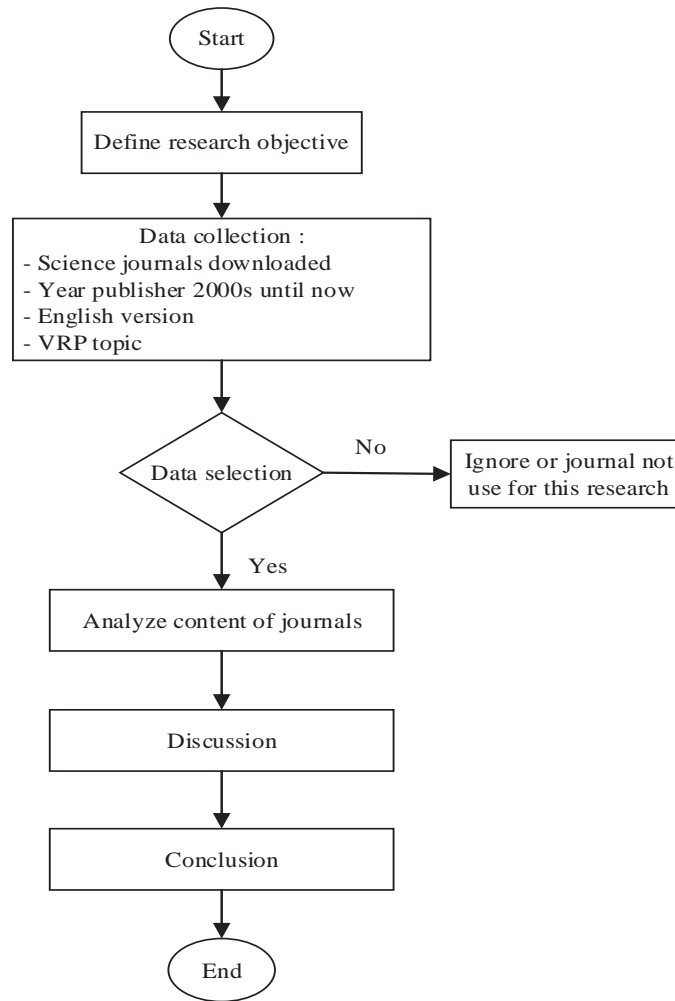 Start
Define research objective
Data collection :
- Science journals downloaded
- Year publisher 2000s until now
- English version
- VRP topic
Data selection
No
Ignore or journal not
use for this research
Yes
Analyze content of journals
Discussion
Conclusion
End